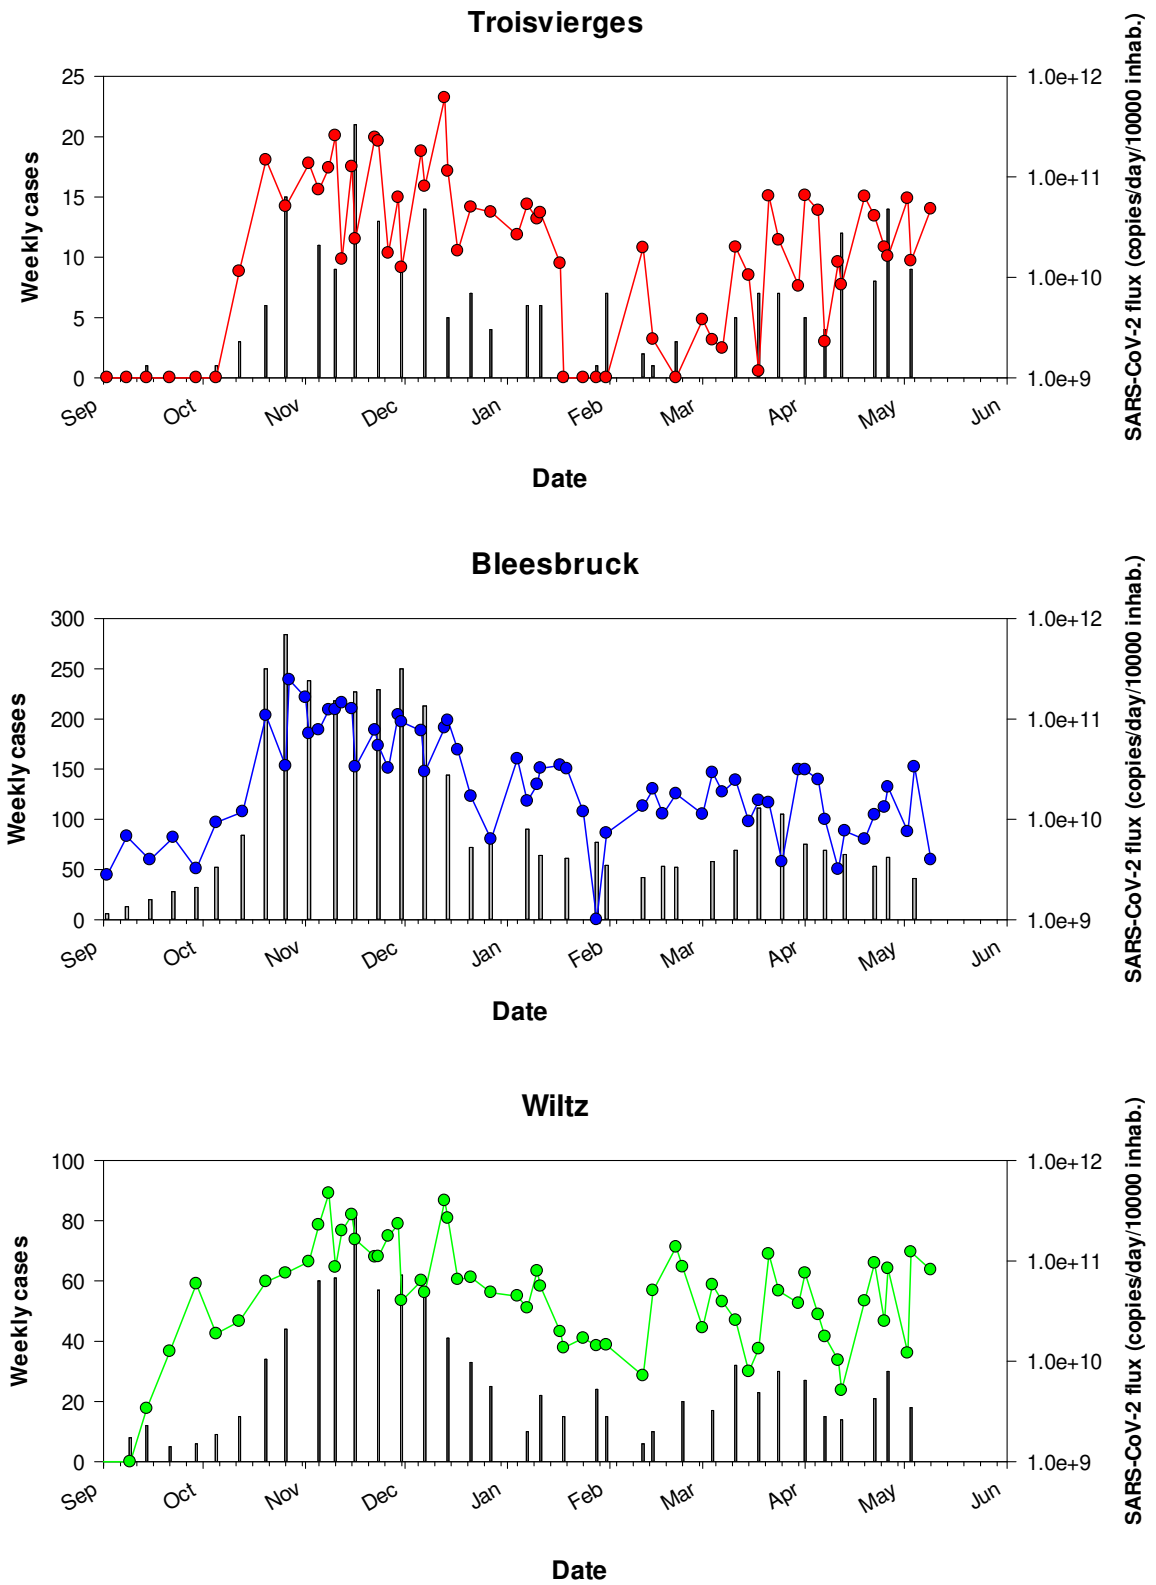 Troisvierges
Weekly cases
25
20
15
10
5
0
1.0e+12
1.0e+11
1.0e+10
1.0e+9
SARS-CoV-2 flux (copies/day/10000 inhab.)
Sep Oct Nov Dec Jan Feb Mar Apr May Jun
Date
Bleesbruck
Weekly cases
300
250
200
150
100
50
0
1.0e+12
1.0e+11
1.0e+10
1.0e+9
SARS-CoV-2 flux (copies/day/10000 inhab.)
Sep Oct Nov Dec Jan Feb Mar Apr May Jun
Date
Wiltz
Weekly cases
100
80
60
40
20
0
1.0e+12
1.0e+11
1.0e+10
1.0e+9
SARS-CoV-2 flux (copies/day/10000 inhab.)
Sep Oct Nov Dec Jan Feb Mar Apr May Jun
Date